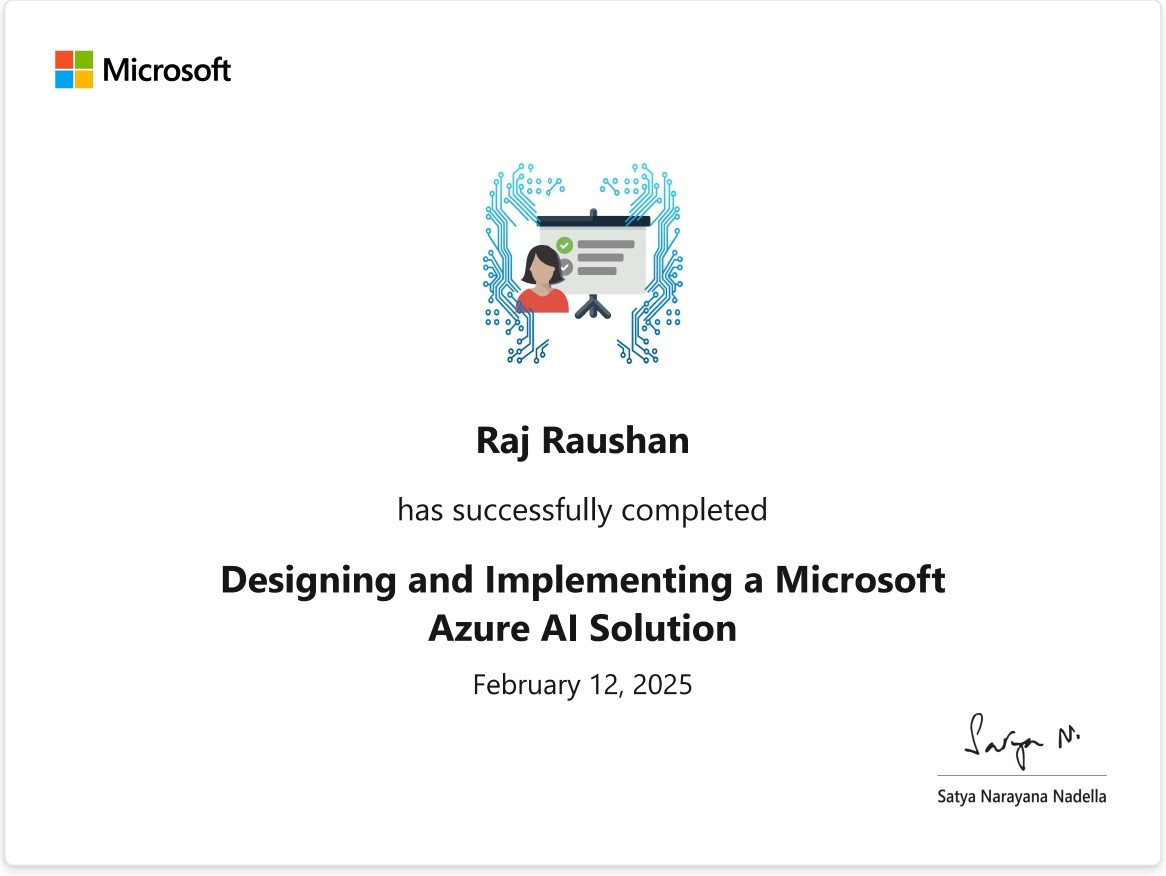 Microsoft
Raj Raushan
has successfully completed
Designing and Implementing a Microsoft
Azure AI Solution
February 12, 2025
Satya N.
Satya Narayana Nadella